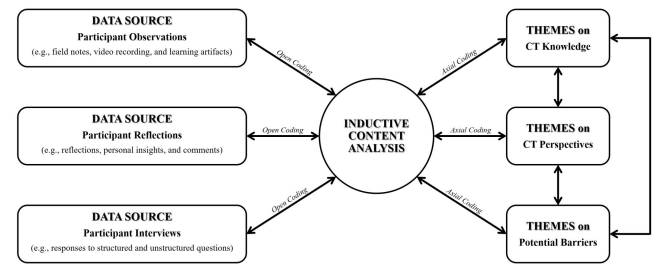 DATA SOURCE
Participant Observations
(e.g., field notes, video recording, and learning artifacts)
Open Coding
Axial Coding
THEMES on
CT Knowledge
DATA SOURCE
Participant Reflections
(e.g., reflections, personal insights, and comments)
Open Coding
INDUCTIVE
CONTENT
ANALYSIS
Axial Coding
THEMES on
CT Perspectives
DATA SOURCE
Participant Interviews
(e.g., responses to structured and unstructured questions)
Open Coding
Axial Coding
THEMES on
Potential Barriers